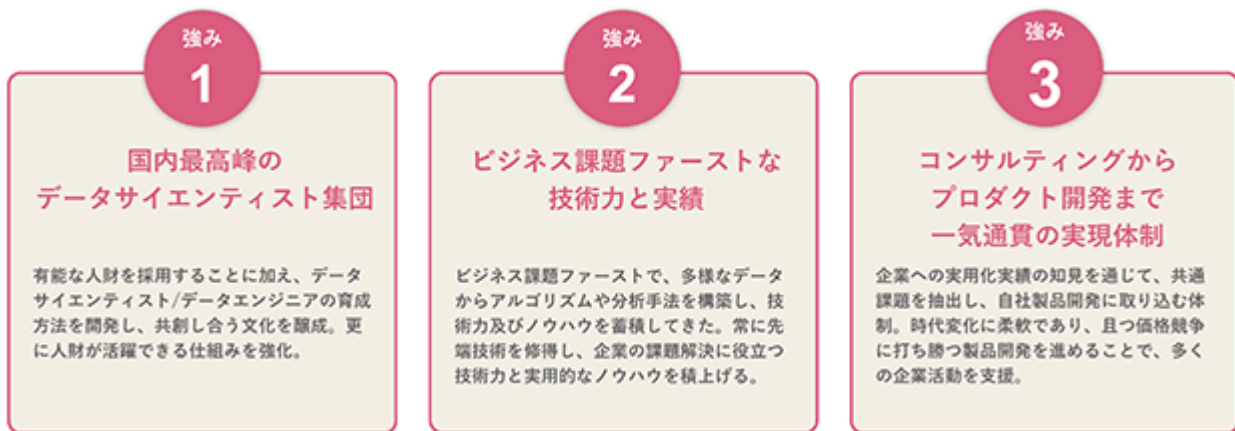 強み
1
国内最高峰の
データサイエンティスト集団
有能な人財を採用することに加え、データ
サイエンティスト/データエンジニアの育成
方法を開発し、共創し合う文化を醸成。更
に人財が活躍できる仕組みを強化。
強み
2
ビジネス課題ファーストな
技術力と実績
ビジネス課題ファーストで、多様なデータ
からアルゴリズムや分析手法を構築し、技
術力及びノウハウを蓄積してきた。常に先
端技術を修得し、企業の課題解決に役立つ
技術力と実用的なノウハウを積上げる。
強み
3
コンサルティングから
プロダクト開発まで
一気通貫の実現体制
企業への実用化実績の知見を通じて、共通
課題を抽出し、自社製品開発に取り込む体
制。時代変化に柔軟であり、且つ価格競争
に打ち勝つ製品開発を進めることで、多く
の企業活動を支援。